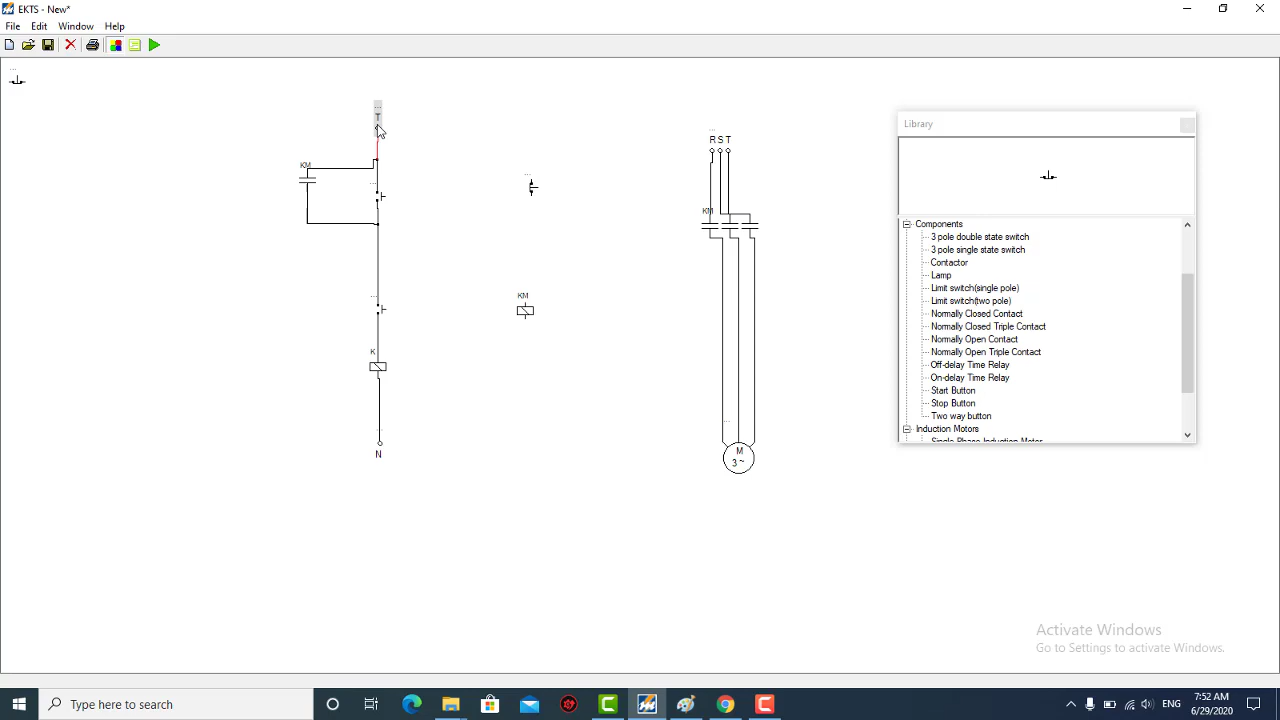 EKTS - New*
File Edit Window Help
...
...
T
KM
...
...
K
N
...
KM
...
R S T
KM
...
M
3 ~
Library
Components
3 pole double state switch
3 pole single state switch
Contactor
Lamp
Limit switch(single pole)
Limit switch(two pole)
Normally Closed Contact
Normally Closed Triple Contact
Normally Open Contact
Normally Open Triple Contact
Off-delay Time Relay
On-delay Time Relay
Start Button
Stop Button
Two way button
Induction Motors
Single Phase Induction Motor
Activate Windows
Go to Settings to activate Windows.
Type here to search
ENG
7:52 AM
6/29/2020